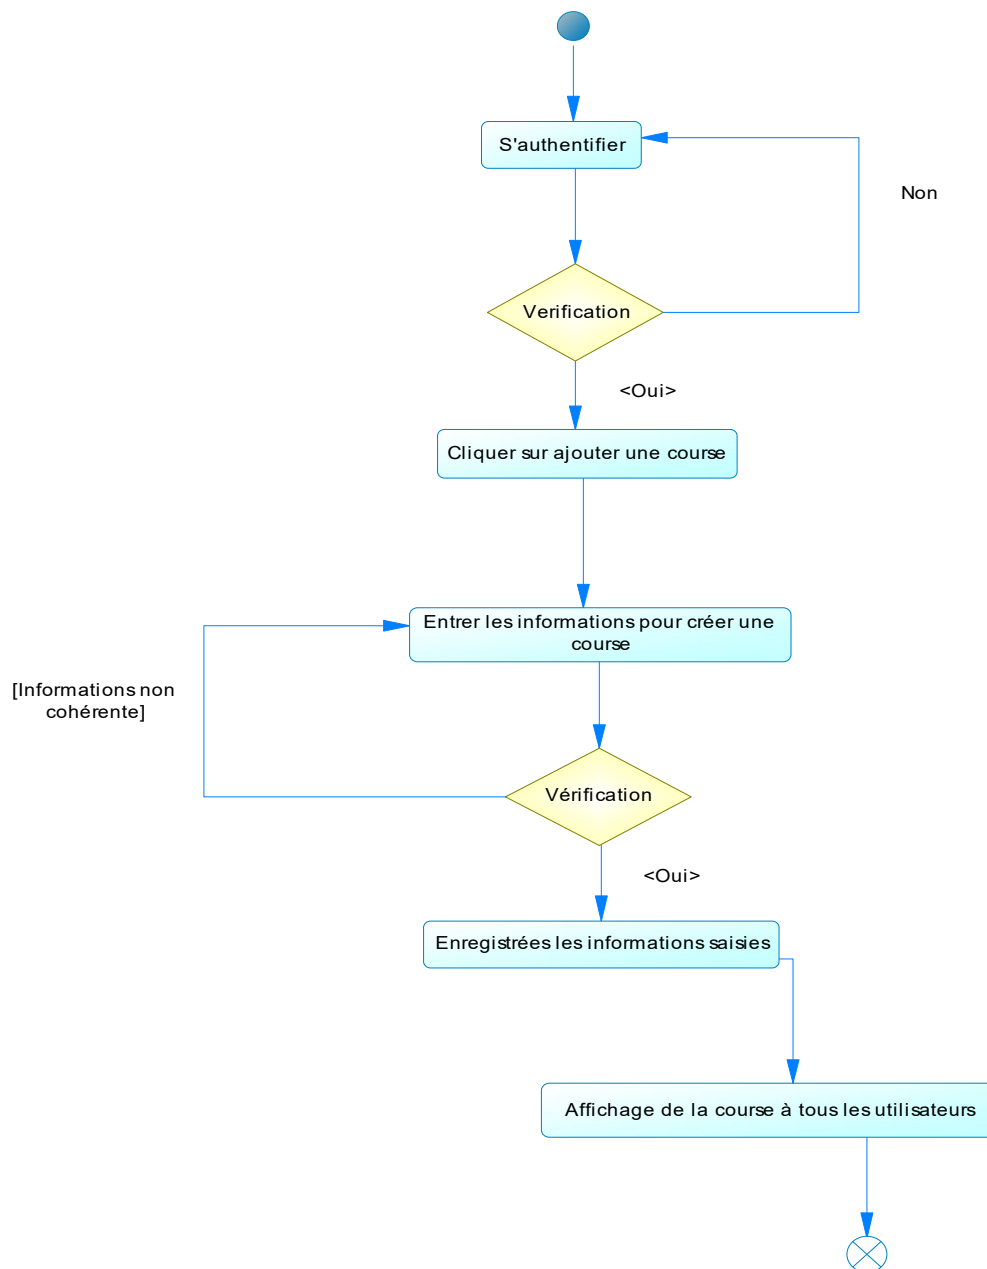 S'authentifier
Non
Verification
<Oui>
Cliquer sur ajouter une course
Entrer les informations pour créer une
course
[Informations non
cohérente]
Vérification
<Oui>
Enregistrées les informations saisies
Affichage de la course à tous les utilisateurs